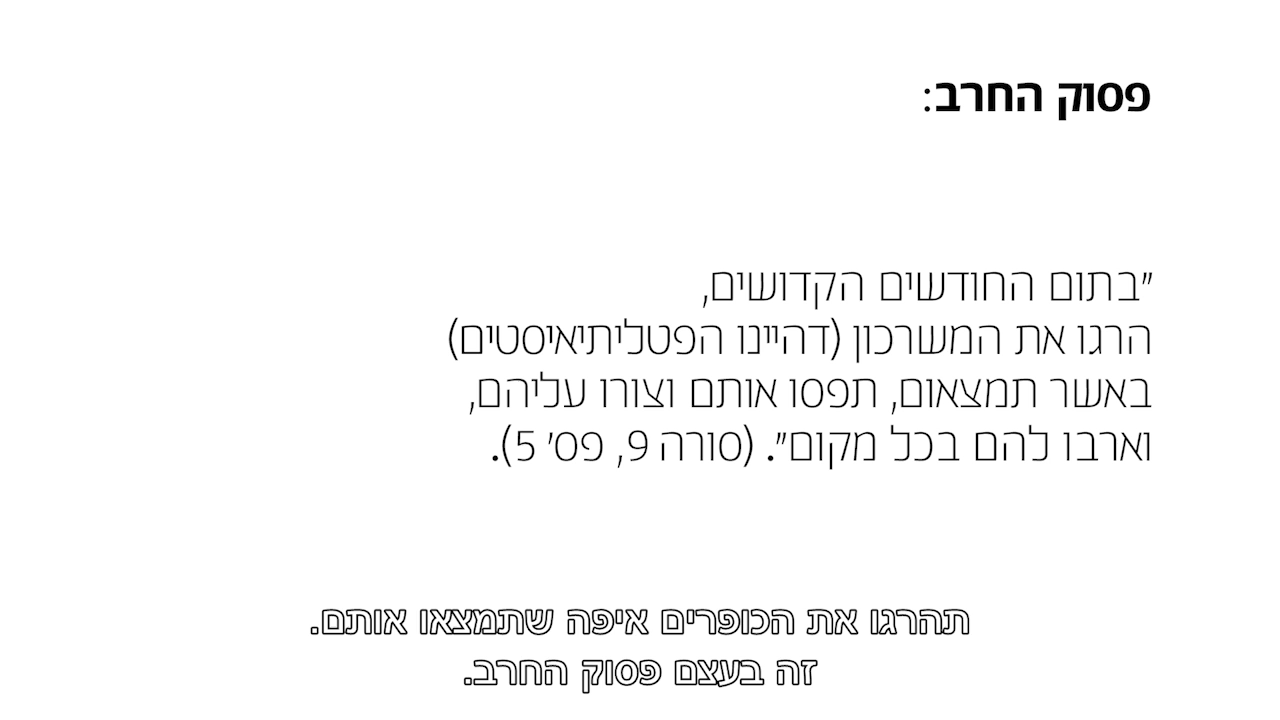 פסוק החרב:
"בתום החודשים הקדושים,
הרגו את המשרכון (דהיינו הפטליתיאיסטים)
באשר תמצאום, תפסו אותם וצורו עליהם,
וארבו להם בכל מקום". (סורה 9, פס' 5).
תהרגו את הכופרים איפה שתמצאו אותם.
זה בעצם פסוק החרב.